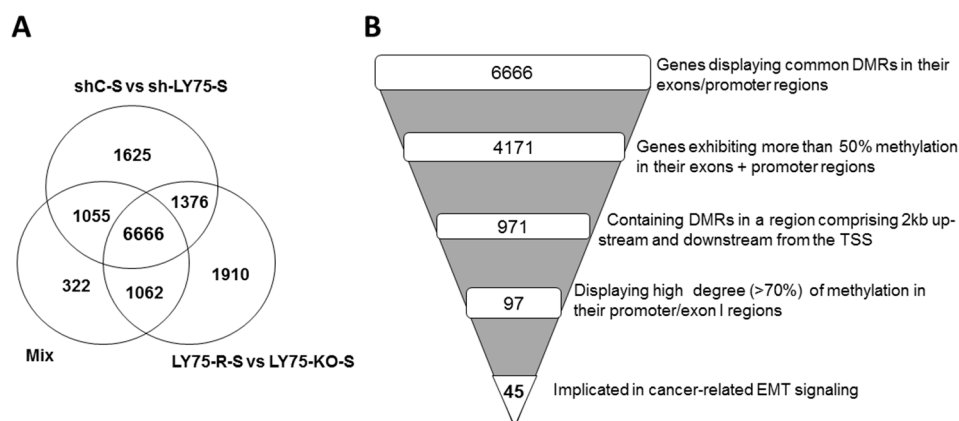 A
shC-S vs sh-LY75-S
1625
1055
1376
6666
322
1062
1910
Mix
LY75-R-S vs LY75-KO-S
B
6666
Genes displaying common DMRs in their
exons/promoter regions
4171
Genes exhibiting more than 50% methylation
in their exons + promoter regions
971
Containing DMRs in a region comprising 2kb up-
stream and downstream from the TSS
97
Displaying high degree (>70%) of methylation in
their promoter/exon I regions
45
Implicated in cancer-related EMT signaling